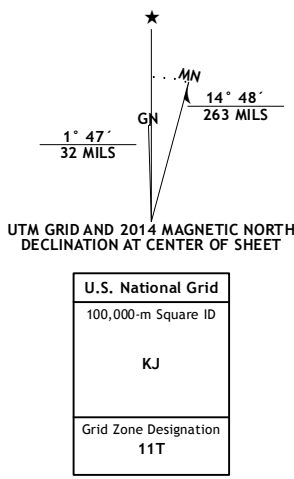 ★
MN
GN
14° 48´
263 MILS
1° 47´
32 MILS
UTM GRID AND 2014 MAGNETIC NORTH
DECLINATION AT CENTER OF SHEET
U.S. National Grid
100,000-m Square ID
KJ
Grid Zone Designation
11T